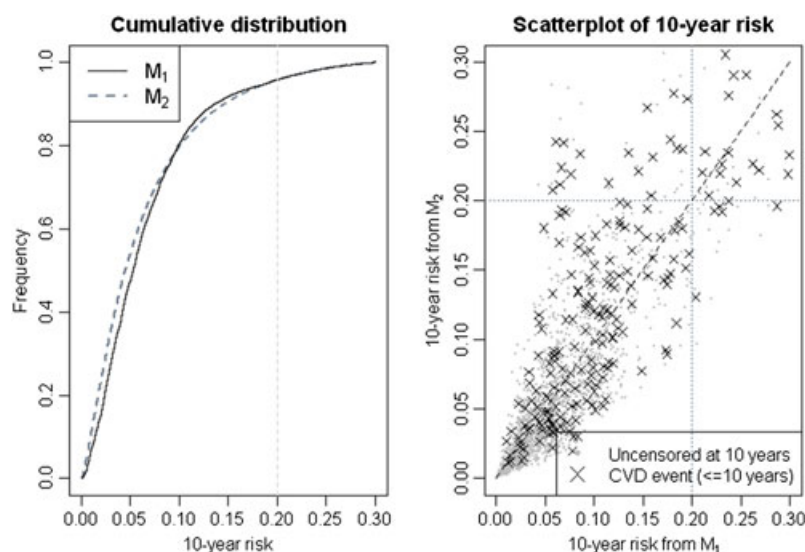 Cumulative distribution
M1
M2
Frequency
0.0
0.2
0.4
0.6
0.8
1.0
0.00 0.05 0.10 0.15 0.20 0.25 0.30
10-year risk
Scatterplot of 10-year risk
10-year risk from M2
0.00
0.05
0.10
0.15
0.20
0.25
0.30
Uncensored at 10 years
CVD event (<=10 years)
0.00 0.05 0.10 0.15 0.20 0.25 0.30
10-year risk from M1